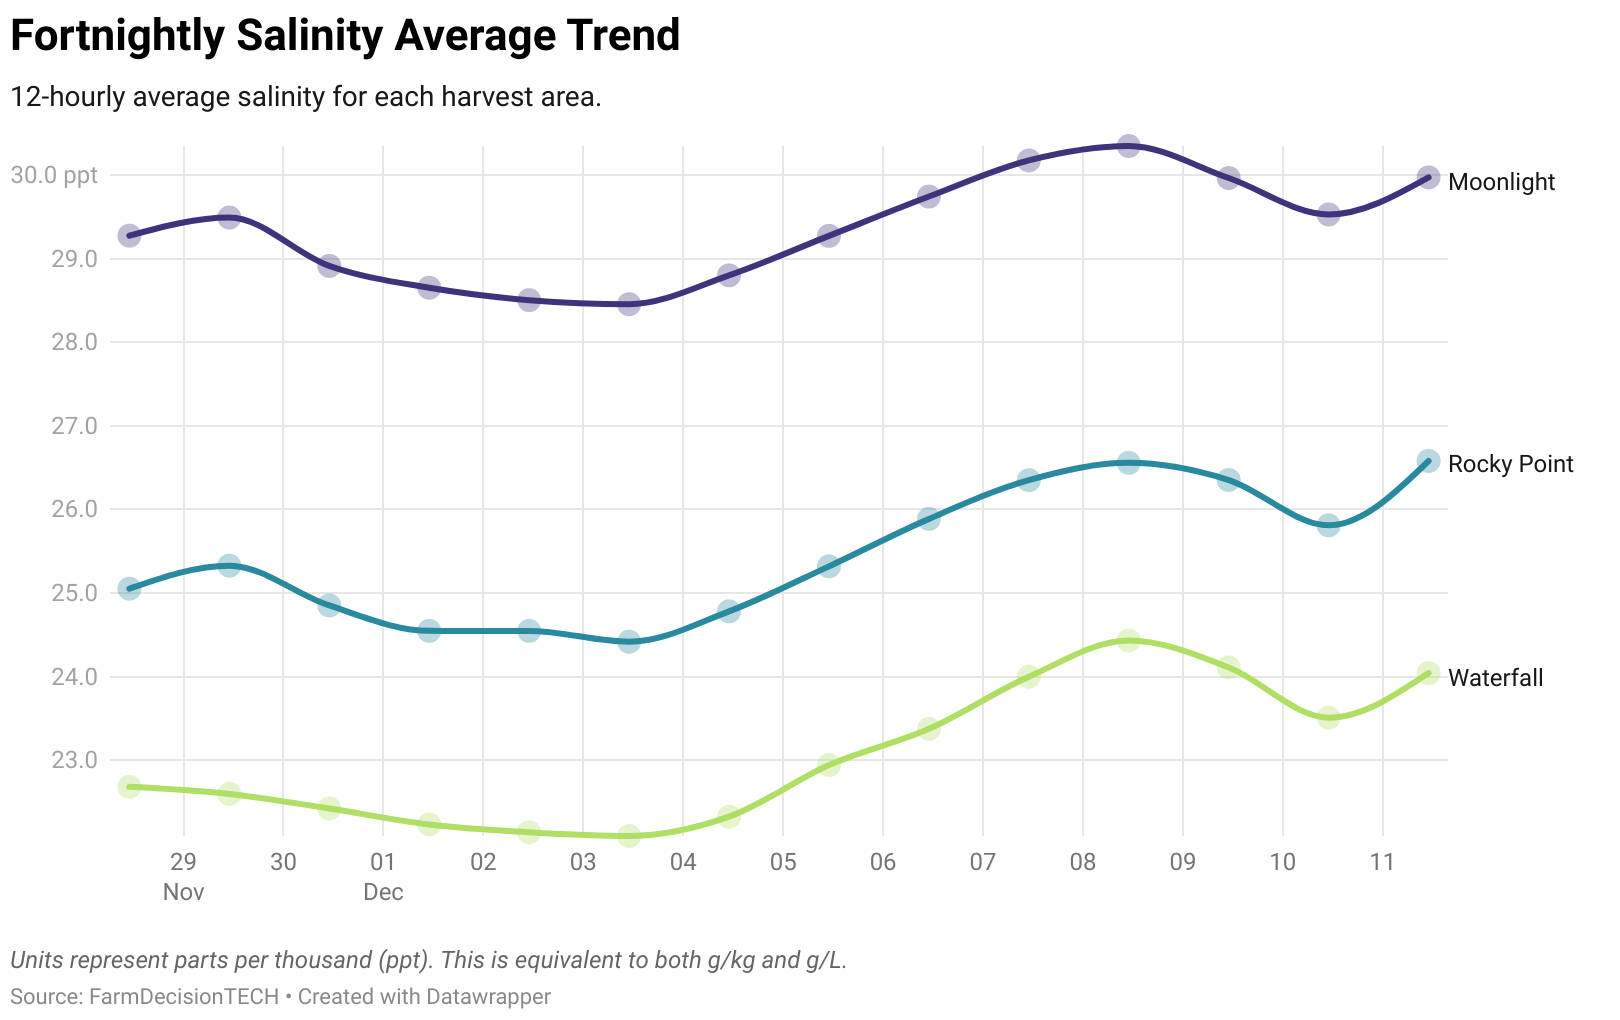 Fortnightly Salinity Average Trend
12-hourly average salinity for each harvest area.
30.0 ppt
Moonlight
29.0
28.0
27.0
Rocky Point
26.0
25.0
24.0
Waterfall
23.0
29 30 01 02 03 04 05 06 07 08 09 10 11
Nov Dec
Units represent parts per thousand (ppt). This is equivalent to both g/kg and g/L.
Source: FarmDecisionTECH • Created with Datawrapper